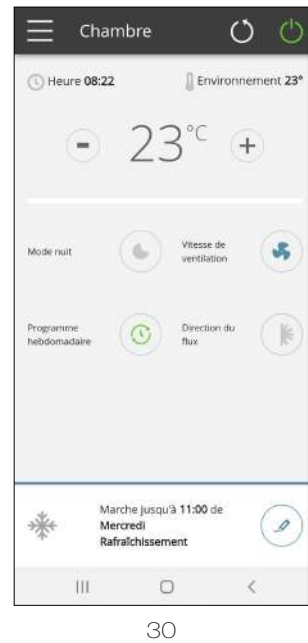 Chambre
Heure 08:22
Environnement 23°
23°C
Mode nuit
Vitesse de
ventilation
Programme
hebdomadaire
Direction du
flux
Marche jusqu'à 11:00 de
Mercredi
Rafraîchissement
30